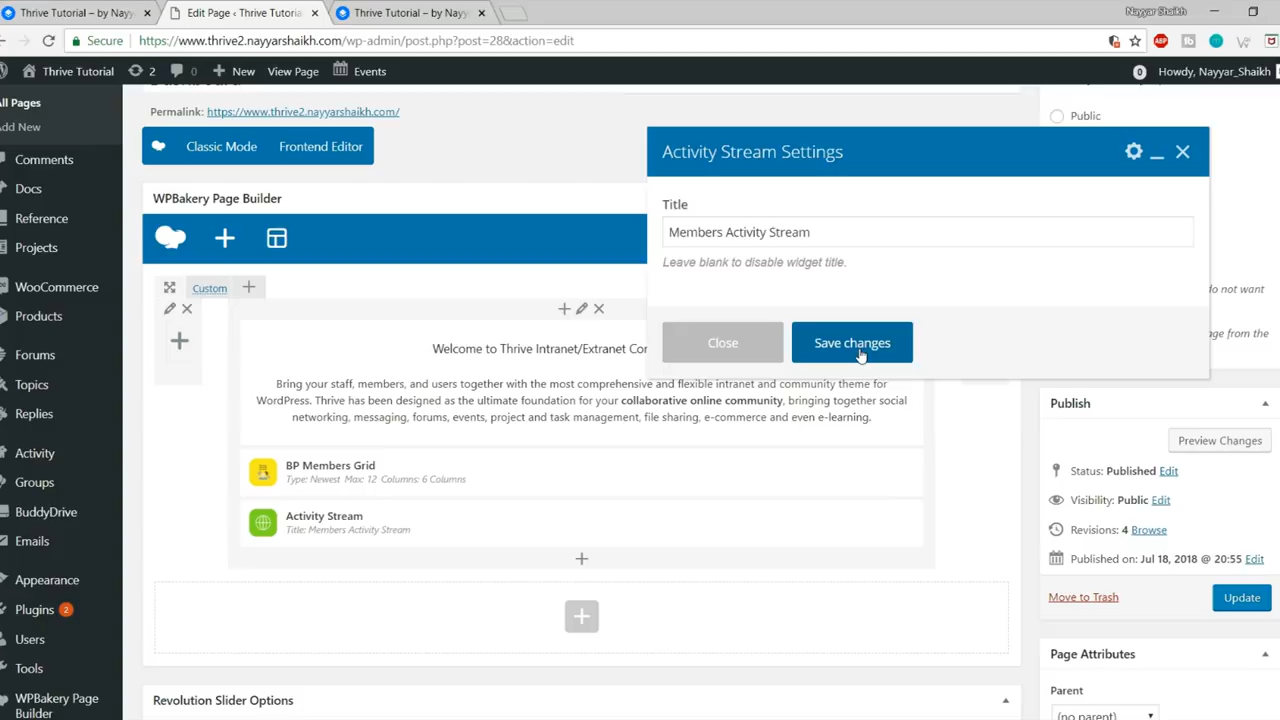 Thrive Tutorial – by Nayy
Edit Page ‹ Thrive Tutoria
Thrive Tutorial – by Nayy
Nayyar Shaikh
Secure
https://www.thrive2.nayyarshaikh.com/wp-admin/post.php?post=28&action=edit
ABP
Thrive Tutorial
2
0
New
View Page
Events
0
Howdy, Nayyar_Shaikh
All Pages
Add New
Comments
Docs
Reference
Projects
WooCommerce
Products
Forums
Topics
Replies
Activity
Groups
BuddyDrive
Emails
Appearance
Plugins 2
Users
Tools
WPBakery Page
Builder
Permalink: https://www.thrive2.nayyarshaikh.com/
Classic Mode
Frontend Editor
WPBakery Page Builder
Custom
Welcome to Thrive Intranet/Extranet Co
Bring your staff, members, and users together with the most comprehensive and flexible intranet and community theme for
WordPress. Thrive has been designed as the ultimate foundation for your collaborative online community, bringing together social
networking, messaging, forums, events, project and task management, file sharing, e-commerce and even e-learning.
BP Members Grid
Type: Newest Max: 12 Columns: 6 Columns
Activity Stream
Title: Members Activity Stream
Revolution Slider Options
Activity Stream Settings
Title
Members Activity Stream
Leave blank to disable widget title.
Close
Save changes
Public
do not want
age from the
Publish
Preview Changes
Status: Published Edit
Visibility: Public Edit
Revisions: 4 Browse
Published on: Jul 18, 2018 @ 20:55 Edit
Move to Trash
Update
Page Attributes
Parent
(no parent)